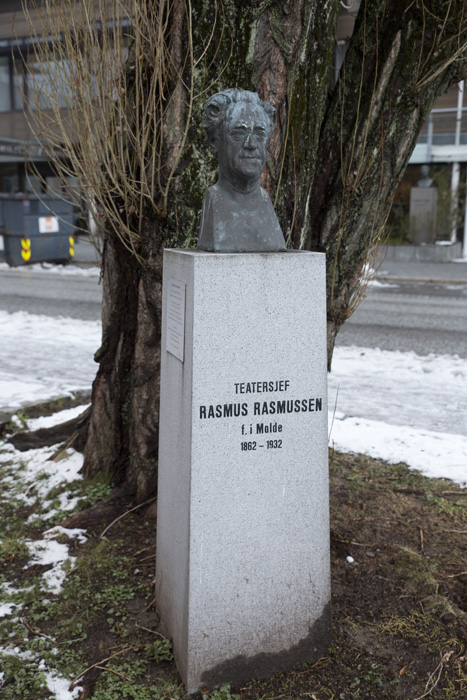 TEATERSJEF
RASMUS RASMUSSEN
f. i Molde
1862 – 1932